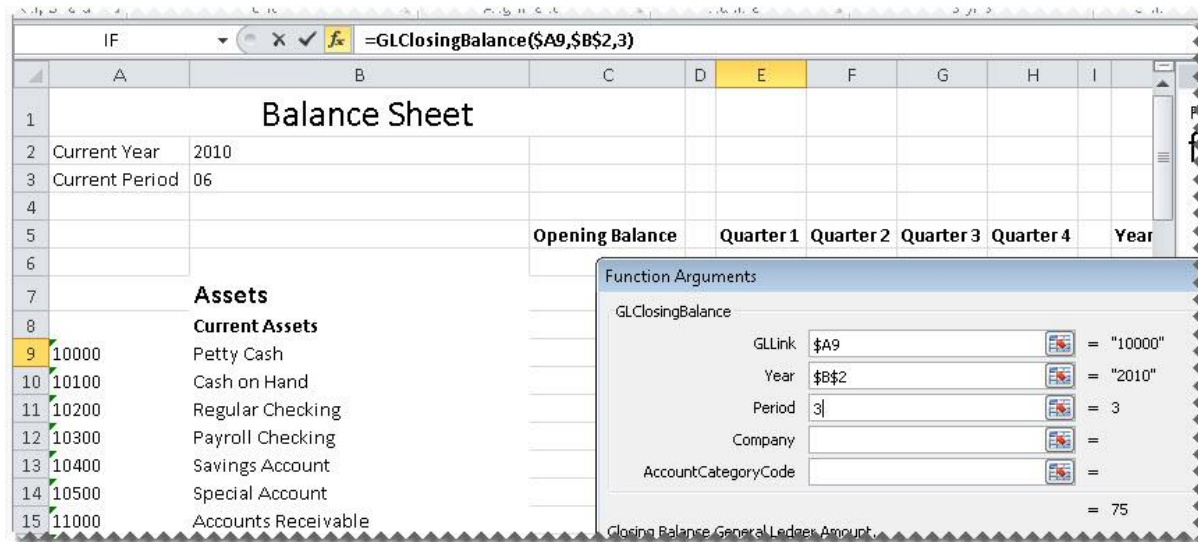 IF fx =GLClosingBalance($A9,$B$2,3)
A B C D E F G H I
1 Balance Sheet
2 Current Year 2010
3 Current Period 06
4
5 Opening Balance Quarter 1 Quarter 2 Quarter 3 Quarter 4 Year
6
7 Assets
8 Current Assets
9 10000 Petty Cash
10 10100 Cash on Hand
11 10200 Regular Checking
12 10300 Payroll Checking
13 10400 Savings Account
14 10500 Special Account
15 11000 Accounts Receivable
Function Arguments
GLClosingBalance
GLLink $A9 = "10000"
Year $B$2 = "2010"
Period 3 = 3
Company =
AccountCategoryCode =
= 75
Closing Balance General Ledger Amount.